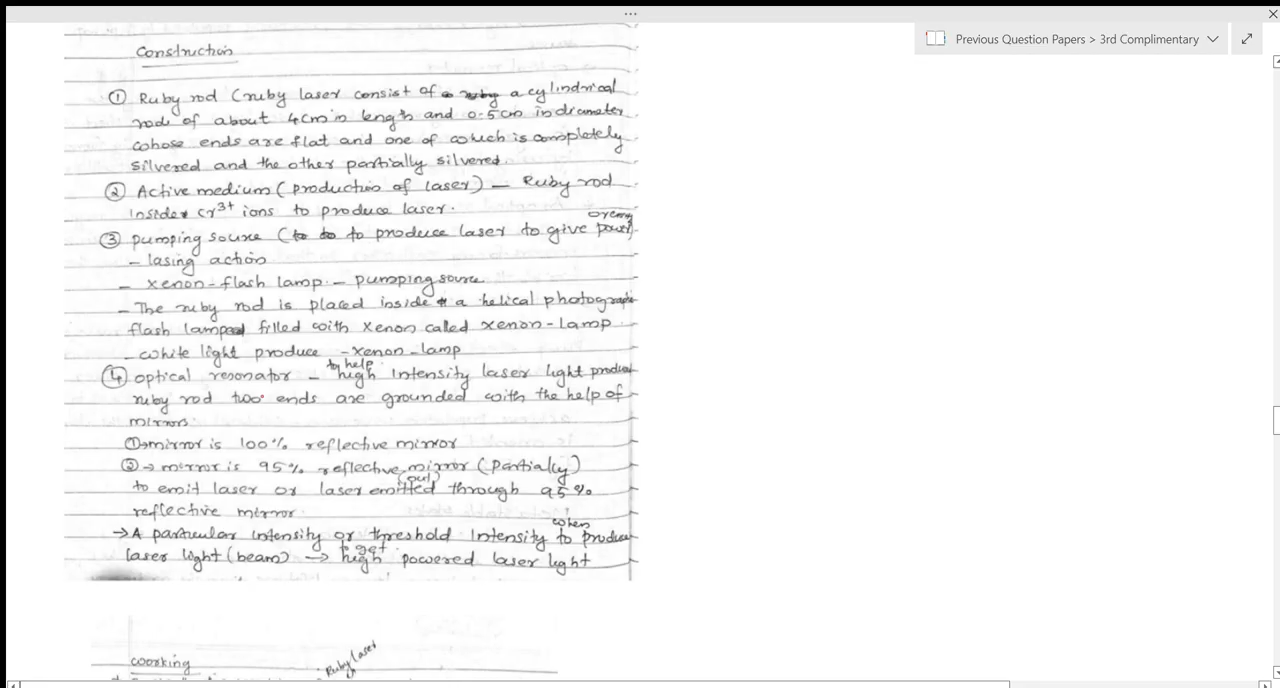 ...
Previous Question Papers > 3rd Complimentary
Construction
① Ruby rod (ruby laser consist of a cylindrical
rode of about 4cm in length and 0.5cm in diameter
whose ends are flat and one of which is completely
silvered and the other partially silvered.
② Active medium (production of laser) – Ruby rod
inside Cr3+ ions to produce laser.
③ pumping source (to produce laser to give power)
– lasing action
– xenon-flash lamp – pumping source
– The ruby rod is placed inside a helical photographi
flash lamp filled with xenon called xenon-lamp
– white light produce – xenon-lamp
to help
④ optical resonator – high intensity laser light produce
ruby rod two ends are grounded with the help of
mirrors
① → mirror is 100% reflective mirror
② → mirror is 95% reflective mirror (partially)
(out)
to emit laser or laser emitted through 95%
reflective mirror
when
→ A particular intensity or threshold intensity to produce
to get
laser light (beam) → high powered laser light
working
Ruby Laser